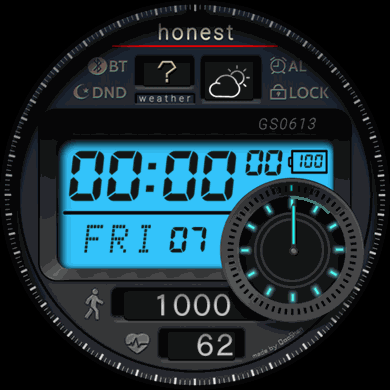 honest
BT ? AL
DND weather LOCK
GS0613
00:00 00 100
FRI 07
1000
62